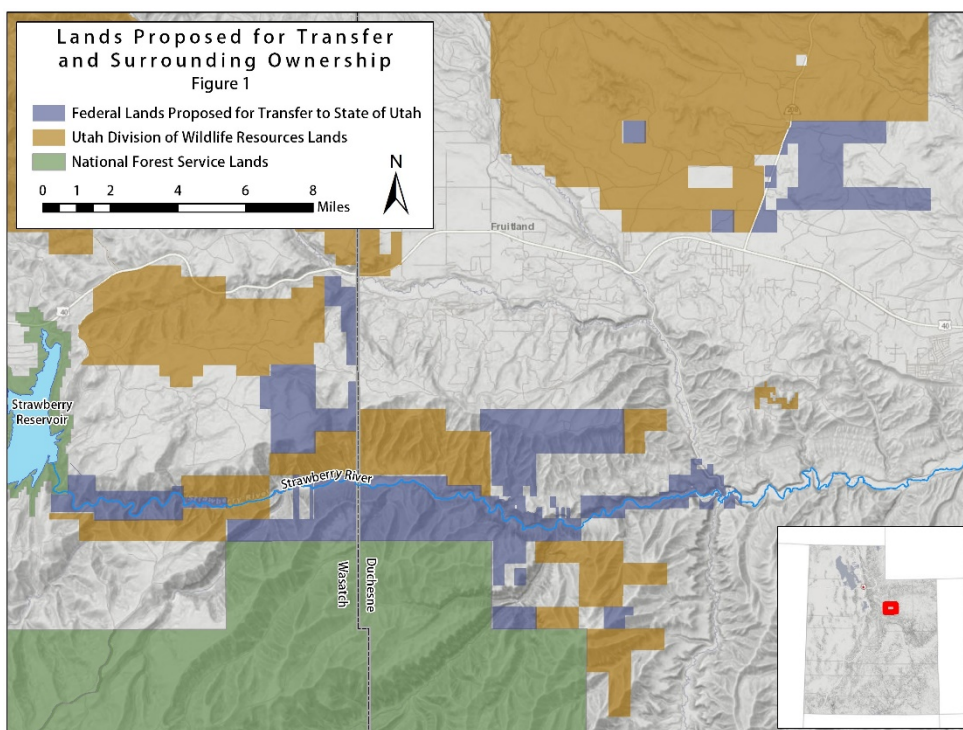 Lands Proposed for Transfer
and Surrounding Ownership
Figure 1
Federal Lands Proposed for Transfer to State of Utah
Utah Division of Wildlife Resources Lands
National Forest Service Lands
0 1 2 4 6 8
Miles
N
Fruitland
40
40
Strawberry
Reservoir
Strawberry River
Wasatch
Duchesne